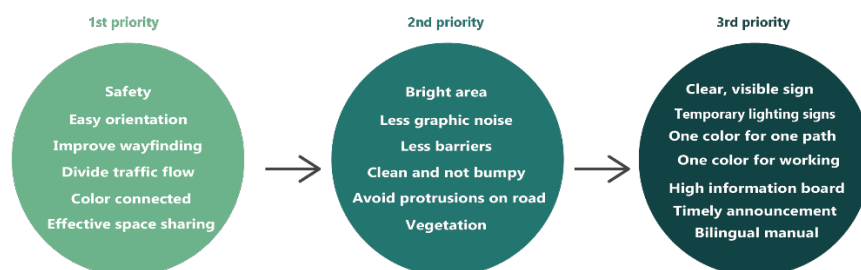 1st priority
Safety
Easy orientation
Improve wayfinding
Divide traffic flow
Color connected
Effective space sharing
2nd priority
Bright area
Less graphic noise
Less barriers
Clean and not bumpy
Avoid protrusions on road
Vegetation
3rd priority
Clear, visible sign
Temporary lighting signs
One color for one path
One color for working
High information board
Timely announcement
Bilingual manual